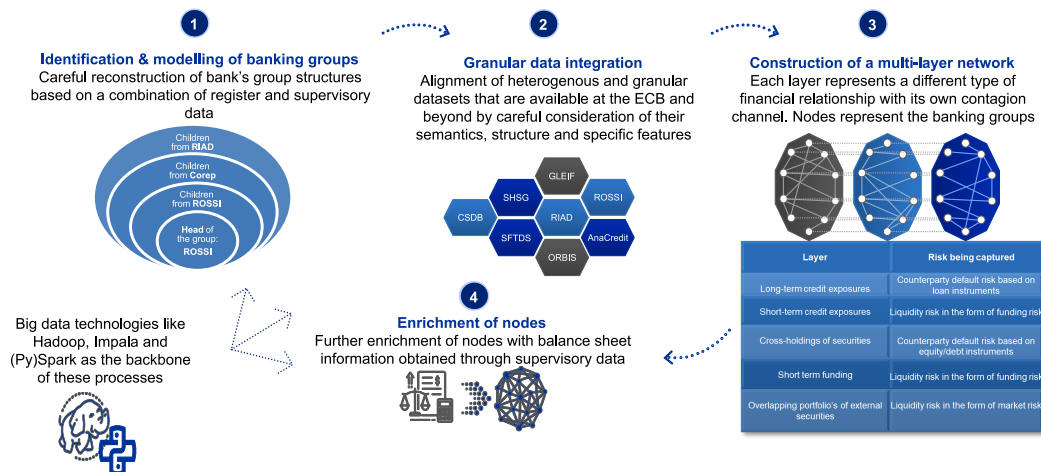 1
Identification & modelling of banking groups
Careful reconstruction of bank's group structures
based on a combination of register and supervisory
data
Children
from RIAD
Children
from Corep
Children
from ROSSI
Head of
the group:
ROSSI
2
Granular data integration
Alignment of heterogenous and granular
datasets that are available at the ECB and
beyond by careful consideration of their
semantics, structure and specific features
GLEIF
SHSG
ROSSI
CSDB
RIAD
SFTDS
AnaCredit
ORBIS
3
Construction of a multi-layer network
Each layer represents a different type of
financial relationship with its own contagion
channel. Nodes represent the banking groups
Layer
Risk being captured
Long-term credit exposures
Counterparty default risk based on
loan instruments
Short-term credit exposures
Liquidity risk in the form of funding risk
Cross-holdings of securities
Counterparty default risk based on
equity/debt instruments
Short term funding
Liquidity risk in the form of funding risk
Overlapping portfolio's of external
securities
Liquidity risk in the form of market risk
4
Enrichment of nodes
Further enrichment of nodes with balance sheet
information obtained through supervisory data
Big data technologies like
Hadoop, Impala and
(Py)Spark as the backbone
of these processes